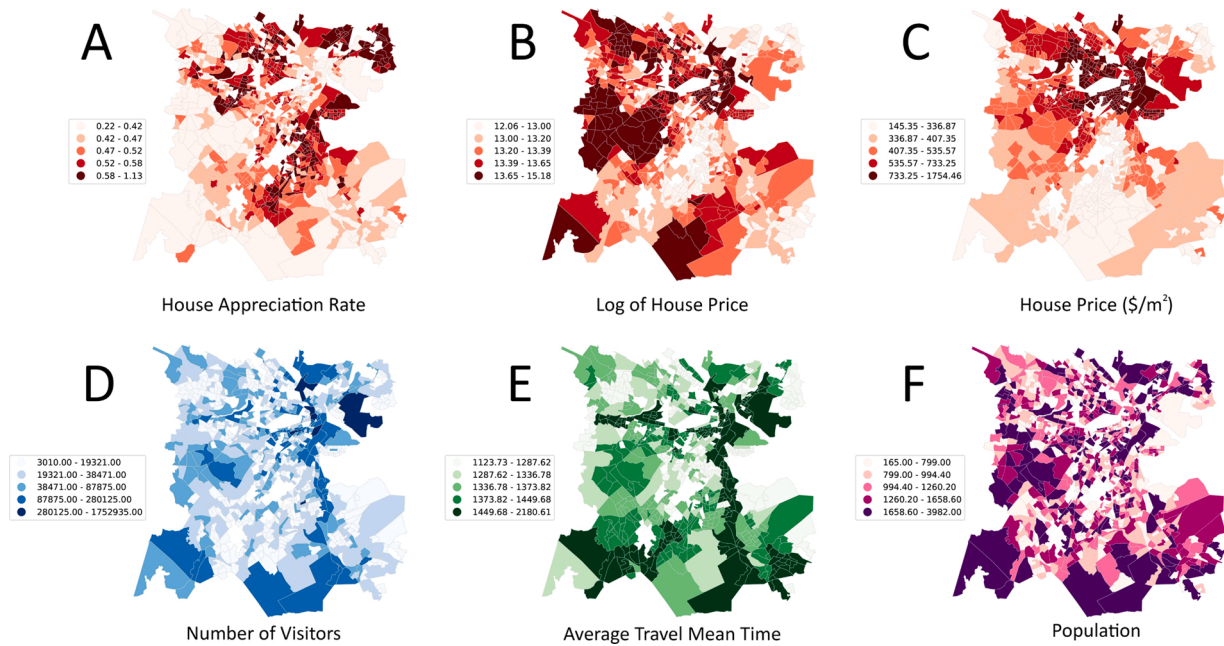 A
0.22 - 0.42
0.42 - 0.47
0.47 - 0.52
0.52 - 0.58
0.58 - 1.13
House Appreciation Rate
B
12.06 - 13.00
13.00 - 13.20
13.20 - 13.39
13.39 - 13.65
13.65 - 15.18
Log of House Price
C
145.35 - 336.87
336.87 - 407.35
407.35 - 535.57
535.57 - 733.25
733.25 - 1754.46
House Price ($/m²)
D
3010.00 - 19321.00
19321.00 - 38471.00
38471.00 - 87875.00
87875.00 - 280125.00
280125.00 - 1752935.00
Number of Visitors
E
1123.73 - 1287.62
1287.62 - 1336.78
1336.78 - 1373.82
1373.82 - 1449.68
1449.68 - 2180.61
Average Travel Mean Time
F
165.00 - 799.00
799.00 - 994.40
994.40 - 1260.20
1260.20 - 1658.60
1658.60 - 3982.00
Population